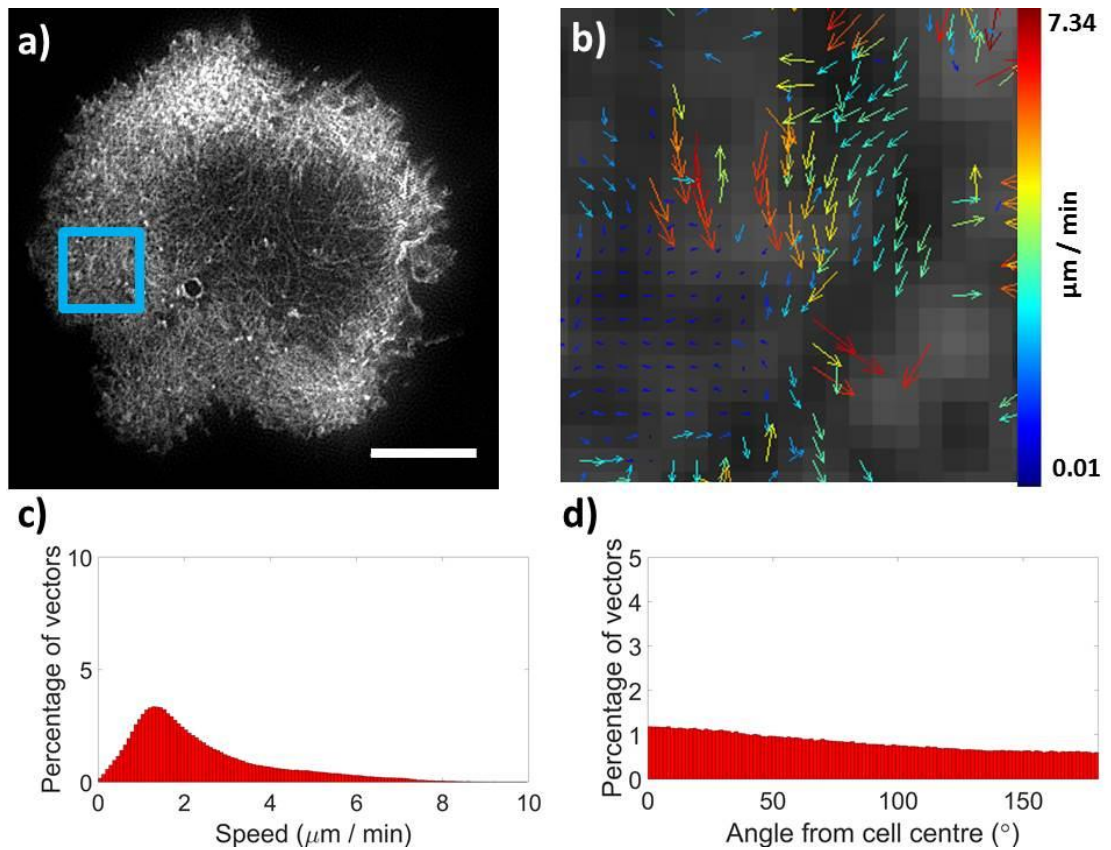 a)
b)
7.34
μm / min
0.01
c)
Percentage of vectors
10
5
0
0 2 4 6 8 10
Speed (μm / min)
d)
Percentage of vectors
5
4
3
2
1
0
0 50 100 150
Angle from cell centre (°)